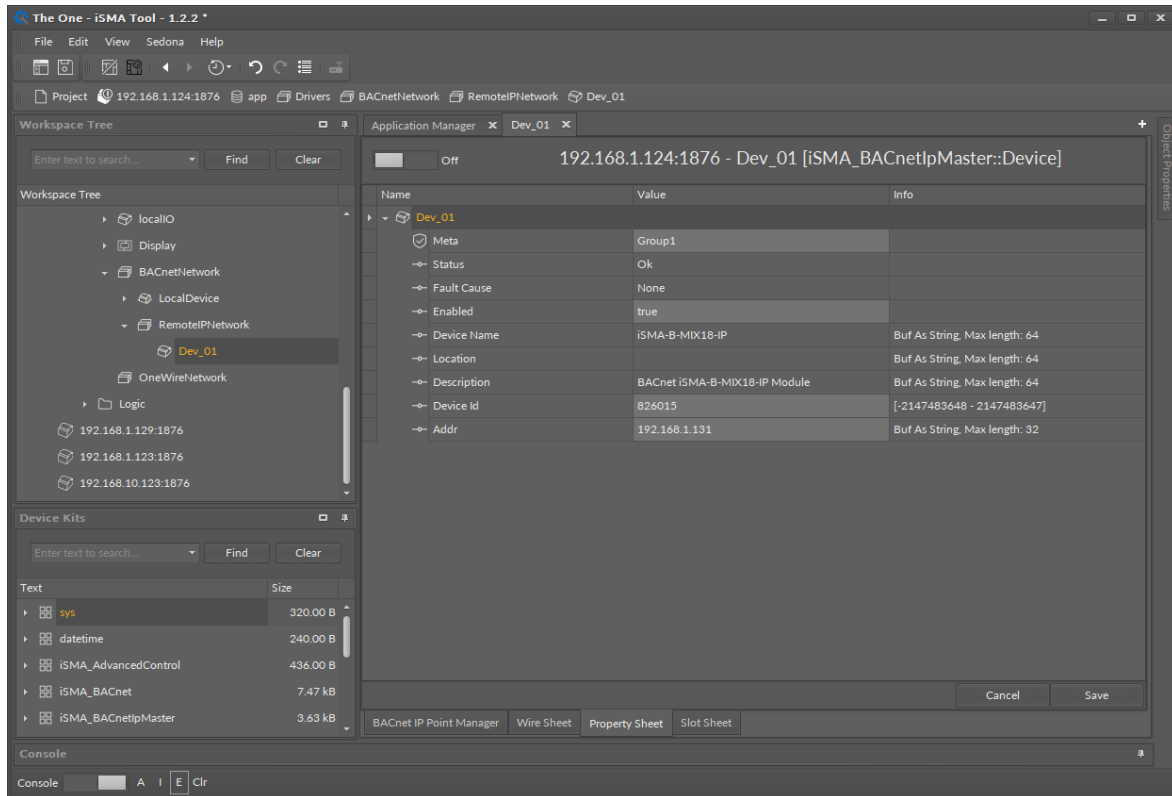 The One - iSMA Tool - 1.2.2 *
File Edit View Sedona Help
Project 192.168.1.124:1876 app Drivers BACnetNetwork RemoteIPNetwork Dev_01
Workspace Tree
Enter text to search... Find Clear
Workspace Tree
localIO
Display
BACnetNetwork
LocalDevice
RemoteIPNetwork
Dev_01
OneWireNetwork
Logic
192.168.1.129:1876
192.168.1.123:1876
192.168.10.123:1876
Device Kits
Enter text to search... Find Clear
Text Size
sys 320.00 B
datetime 240.00 B
iSMA_AdvancedControl 436.00 B
iSMA_BACnet 7.47 kB
iSMA_BACnetIpMaster 3.63 kB
Application Manager Dev_01
Off 192.168.1.124:1876 - Dev_01 [iSMA_BACnetIpMaster::Device]
Name Value Info
Dev_01
Meta Group1
Status Ok
Fault Cause None
Enabled true
Device Name iSMA-B-MIX18-IP Buf As String, Max length: 64
Location Buf As String, Max length: 64
Description BACnet iSMA-B-MIX18-IP Module Buf As String, Max length: 64
Device Id 826015 [-2147483648 - 2147483647]
Addr 192.168.1.131 Buf As String, Max length: 32
Cancel Save
BACnet IP Point Manager Wire Sheet Property Sheet Slot Sheet
Object Properties
Console
Console A I E Clr